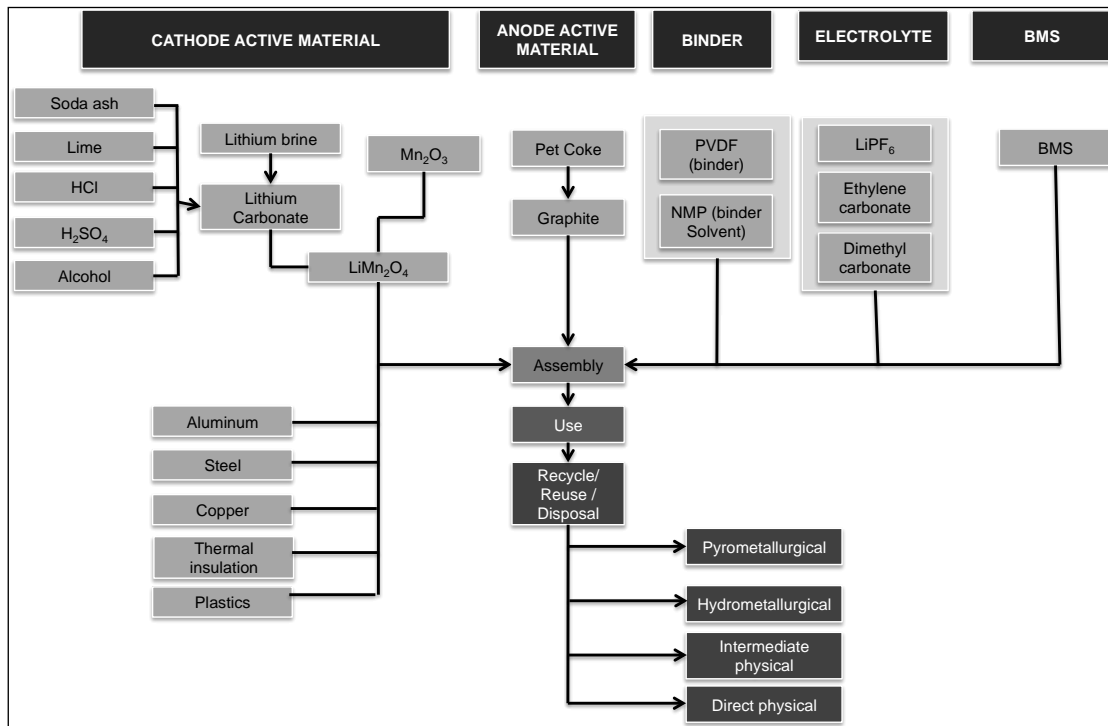 CATHODE ACTIVE MATERIAL
ANODE ACTIVE
MATERIAL
BINDER
ELECTROLYTE
BMS
Soda ash
Lime
HCl
H₂SO₄
Alcohol
Lithium brine
Lithium
Carbonate
Mn₂O₃
LiMn₂O₄
Pet Coke
Graphite
PVDF
(binder)
NMP (binder
Solvent)
LiPF₆
Ethylene
carbonate
Dimethyl
carbonate
BMS
Assembly
Use
Recycle/
Reuse /
Disposal
Aluminum
Steel
Copper
Thermal
insulation
Plastics
Pyrometallurgical
Hydrometallurgical
Intermediate
physical
Direct physical